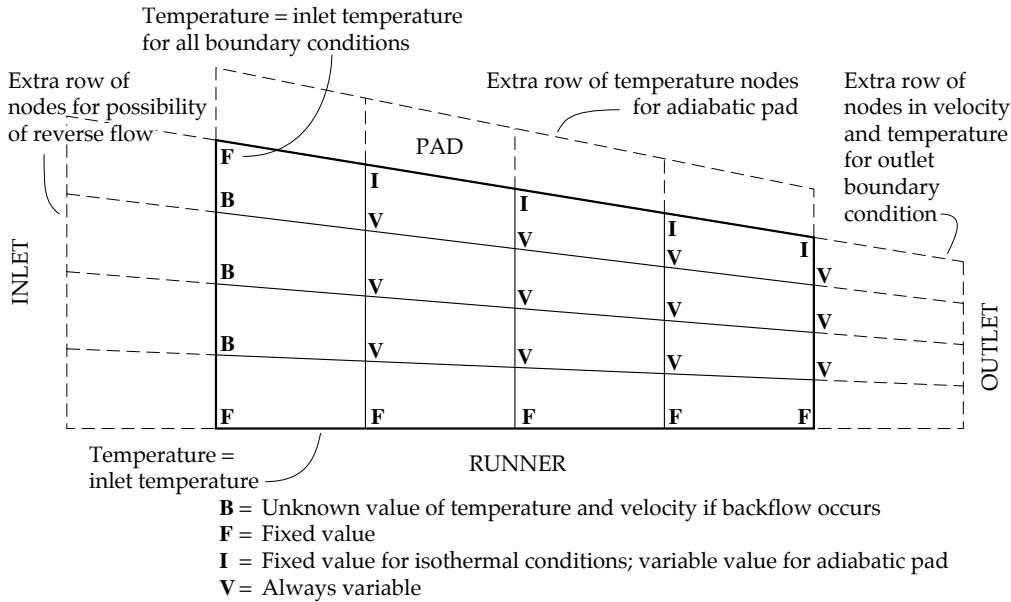 Temperature = inlet temperature
for all boundary conditions
Extra row of
nodes for possibility
of reverse flow
Extra row of temperature nodes
for adiabatic pad
Extra row of
nodes in velocity
and temperature
for outlet
boundary
condition
PAD
F
I
I
I
I
B
V
V
V
V
B
V
V
V
V
B
V
V
V
V
F
F
F
F
F
INLET
OUTLET
Temperature =
inlet temperature
RUNNER
B = Unknown value of temperature and velocity if backflow occurs
F = Fixed value
I = Fixed value for isothermal conditions; variable value for adiabatic pad
V = Always variable